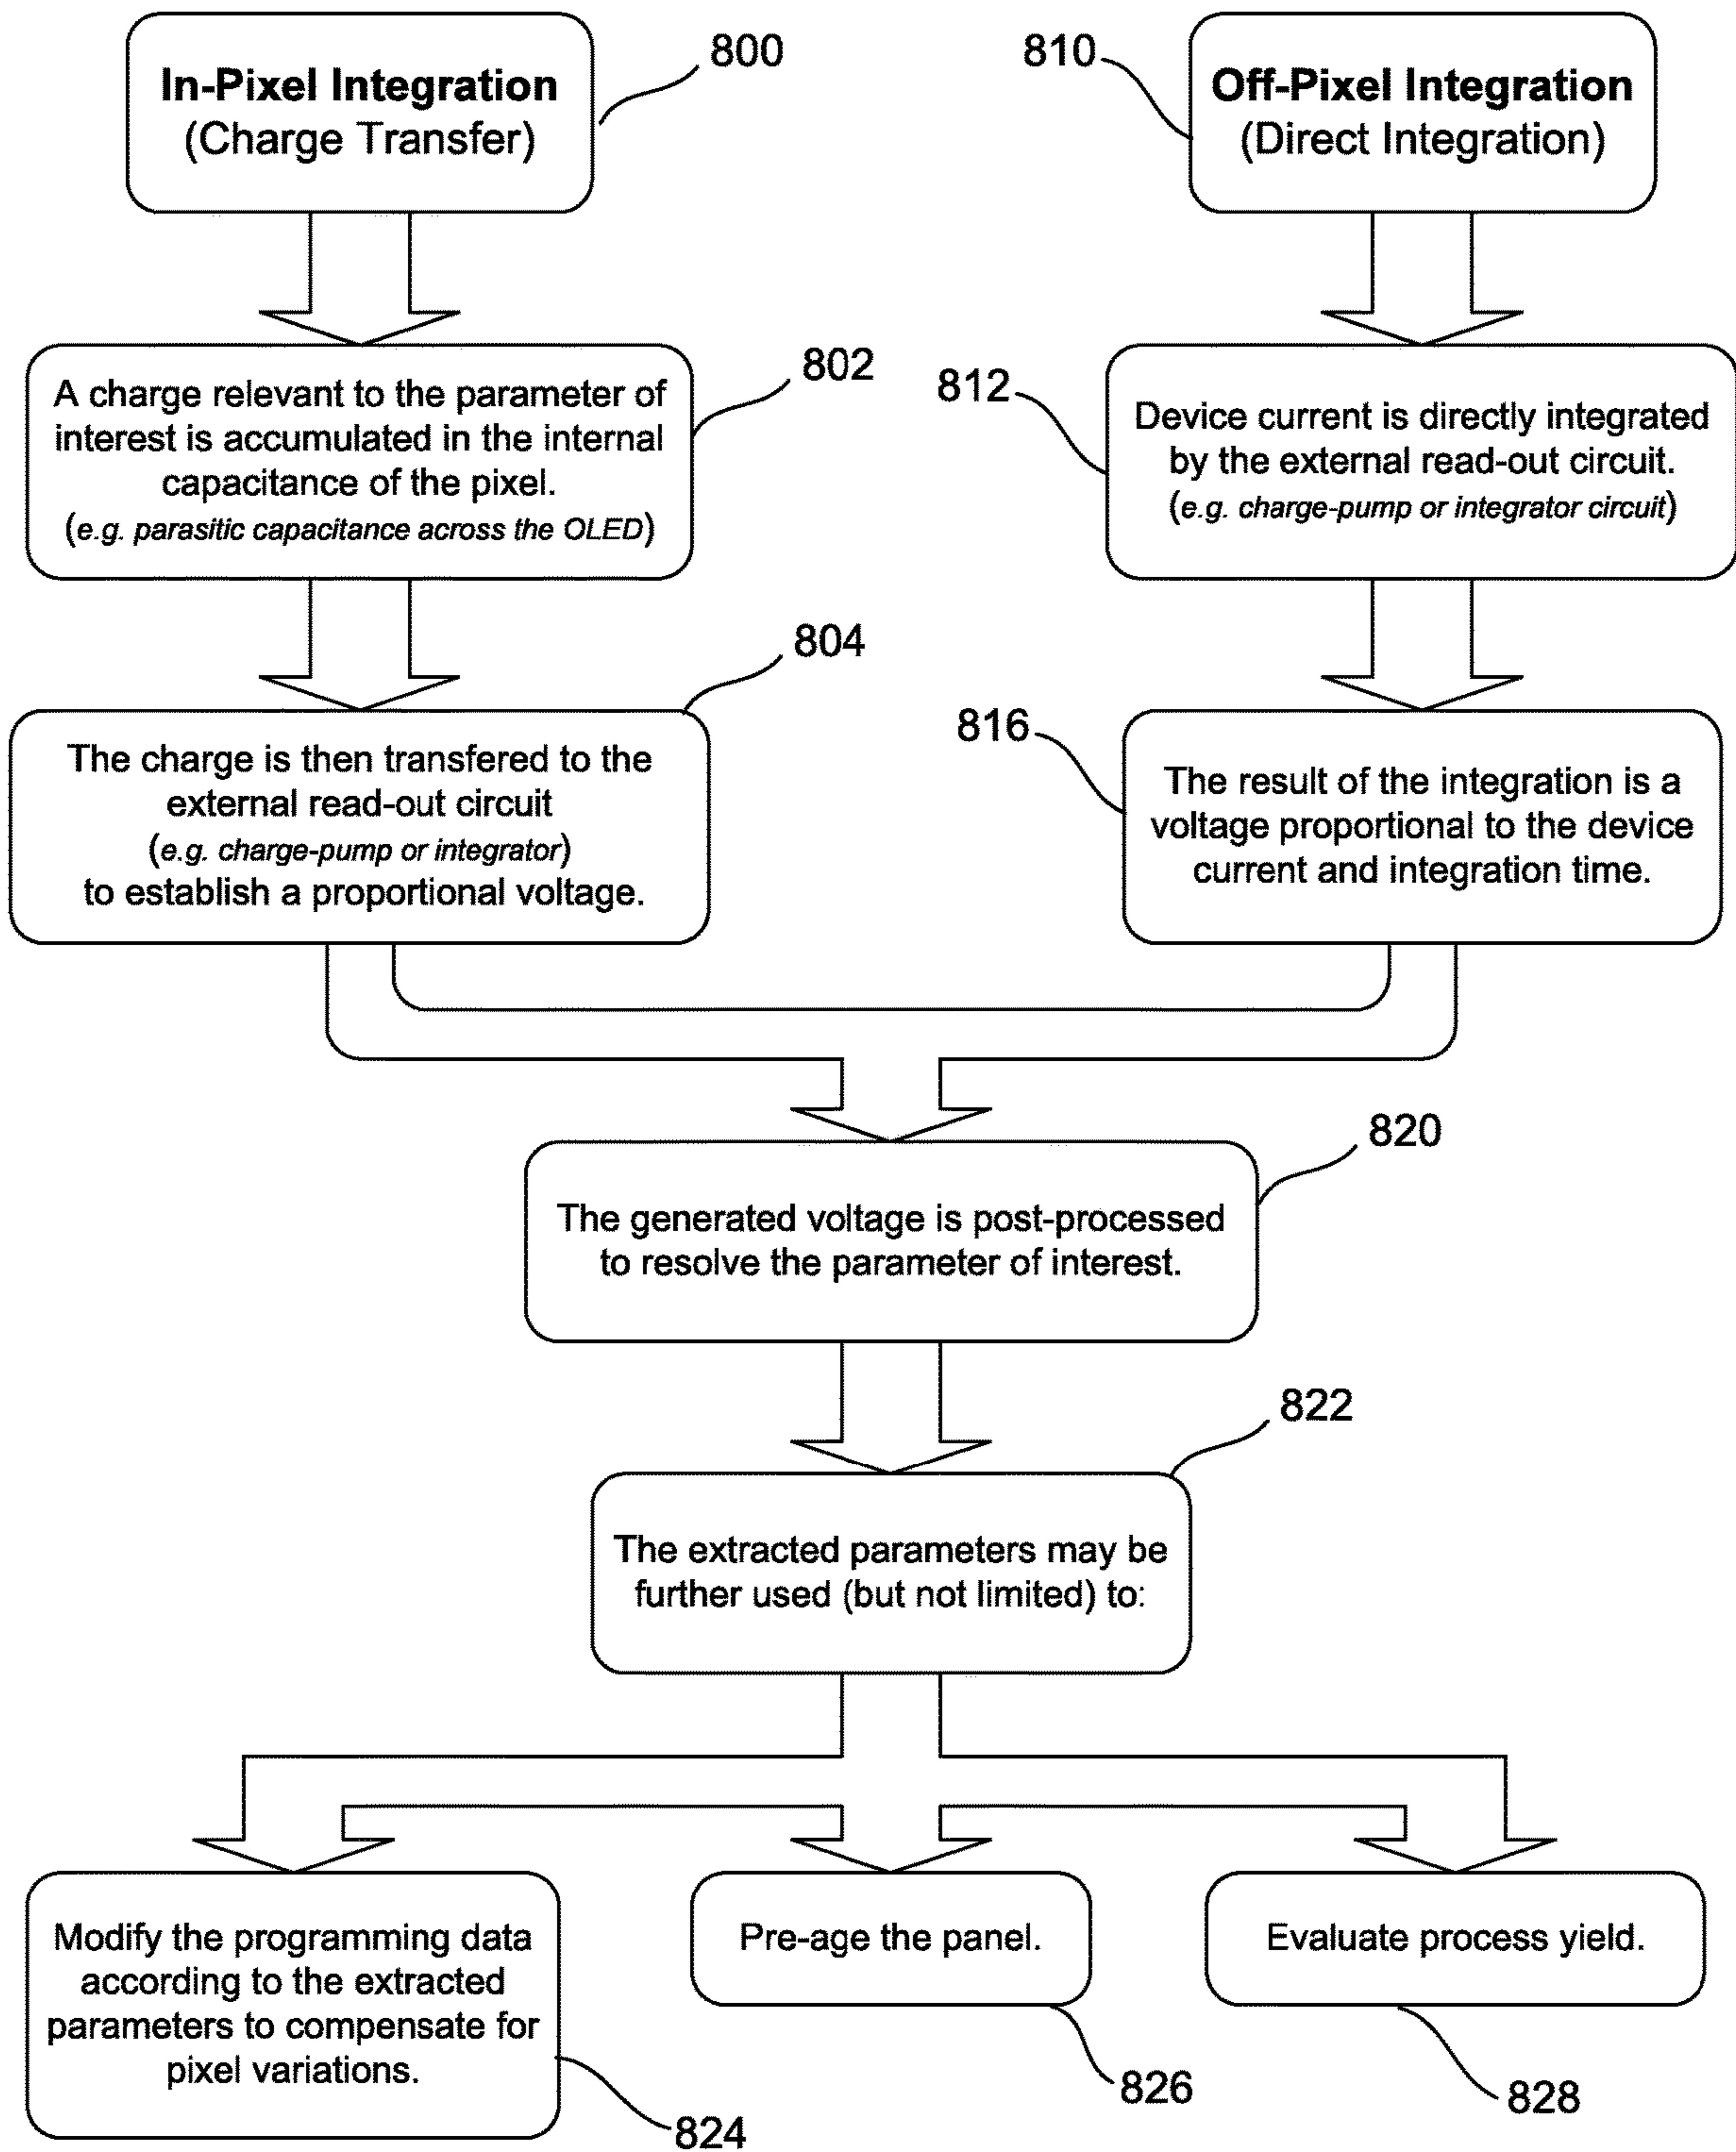 In-Pixel Integration
(Charge Transfer)
800
810
Off-Pixel Integration
(Direct Integration)
A charge relevant to the parameter of
interest is accumulated in the internal
capacitance of the pixel.
(e.g. parasitic capacitance across the OLED)
802
812
Device current is directly integrated
by the external read-out circuit.
(e.g. charge-pump or integrator circuit)
The charge is then transfered to the
external read-out circuit
(e.g. charge-pump or integrator)
to establish a proportional voltage.
804
816
The result of the integration is a
voltage proportional to the device
current and integration time.
The generated voltage is post-processed
to resolve the parameter of interest.
820
The extracted parameters may be
further used (but not limited) to:
822
Modify the programming data
according to the extracted
parameters to compensate for
pixel variations.
824
Pre-age the panel.
826
Evaluate process yield.
828